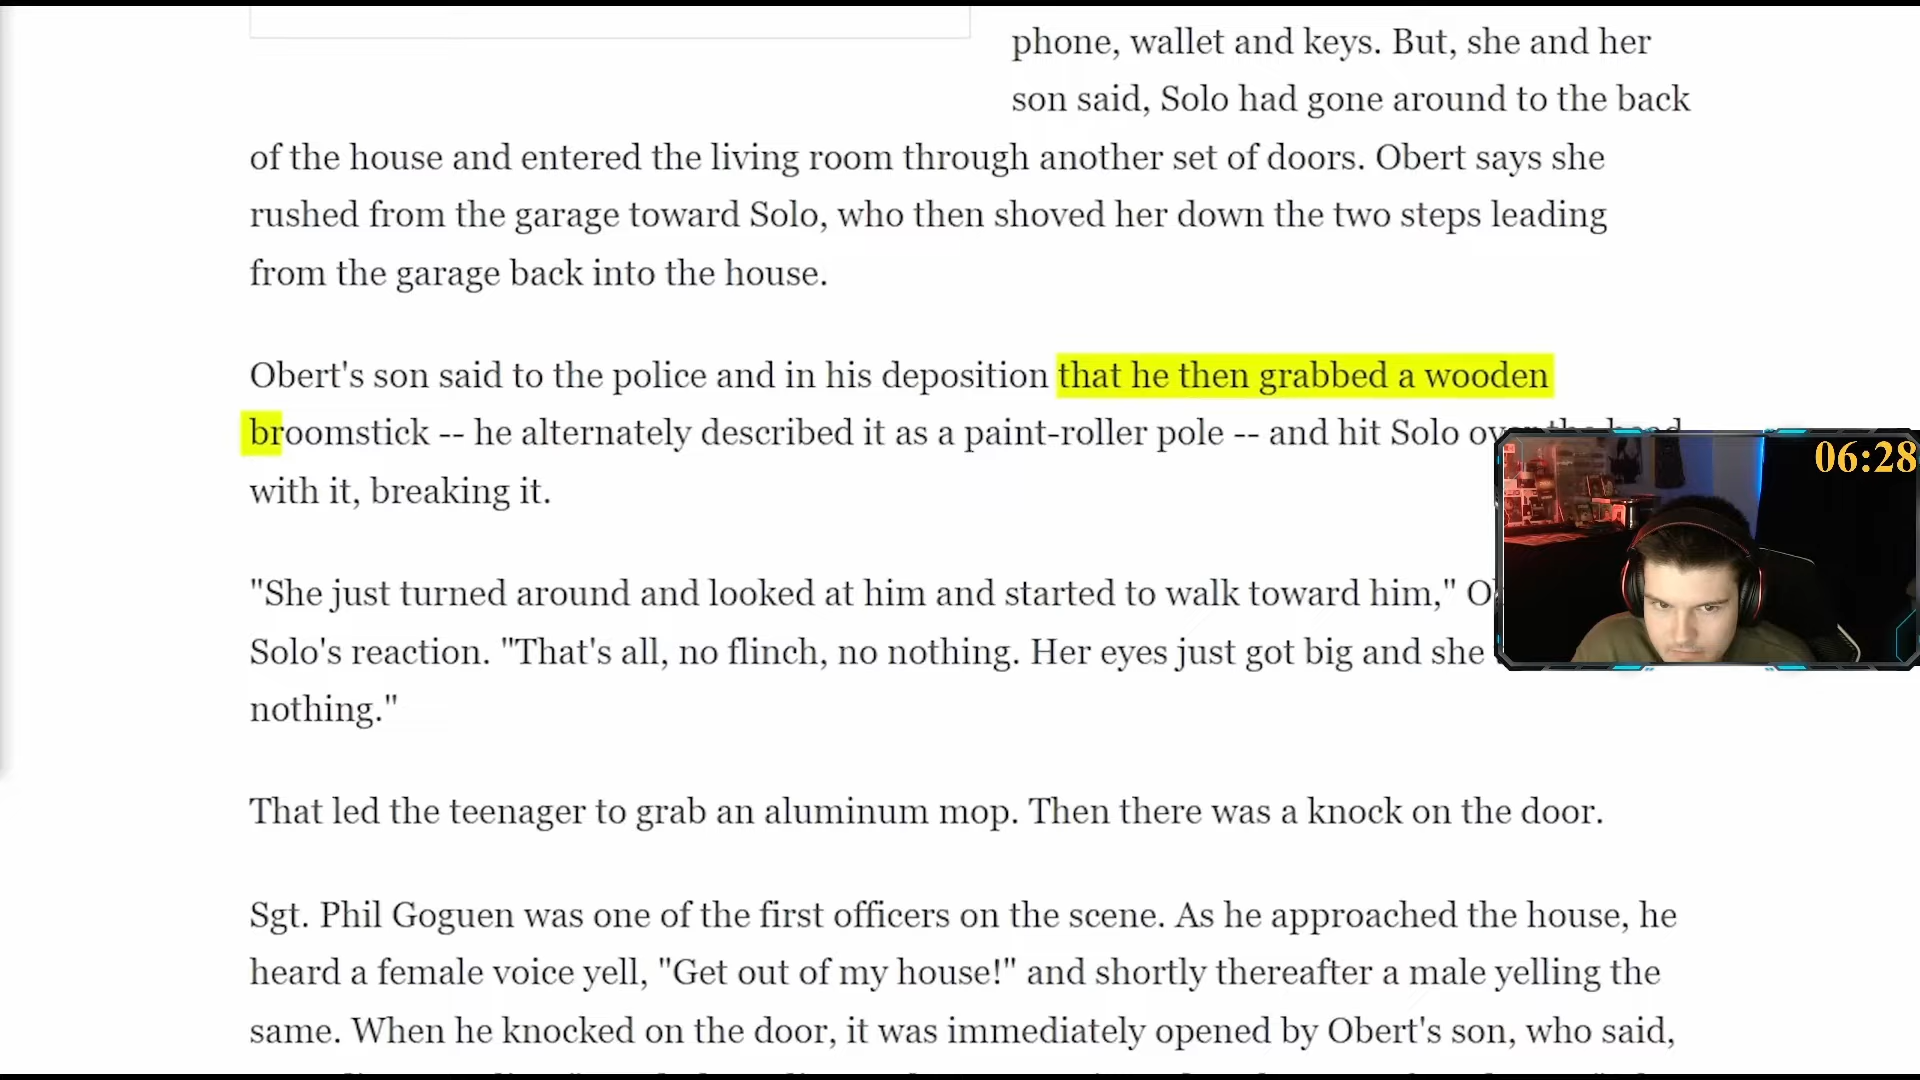 phone, wallet and keys. But, she and her
son said, Solo had gone around to the back
of the house and entered the living room through another set of doors. Obert says she
rushed from the garage toward Solo, who then shoved her down the two steps leading
from the garage back into the house.
Obert's son said to the police and in his deposition that he then grabbed a wooden
broomstick -- he alternately described it as a paint-roller pole -- and hit Solo over the head
with it, breaking it.
06:28
"She just turned around and looked at him and started to walk toward him,"
Solo's reaction. "That's all, no flinch, no nothing. Her eyes just got big and she
nothing."
That led the teenager to grab an aluminum mop. Then there was a knock on the door.
Sgt. Phil Goguen was one of the first officers on the scene. As he approached the house, he
heard a female voice yell, "Get out of my house!" and shortly thereafter a male yelling the
same. When he knocked on the door, it was immediately opened by Obert's son, who said,